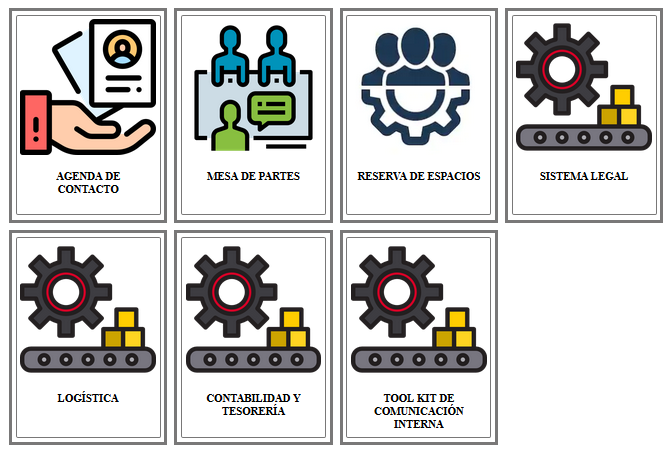 AGENDA DE
CONTACTO
MESA DE PARTES
RESERVA DE ESPACIOS
SISTEMA LEGAL
LOGÍSTICA
CONTABILIDAD Y
TESORERÍA
TOOL KIT DE
COMUNICACIÓN
INTERNA